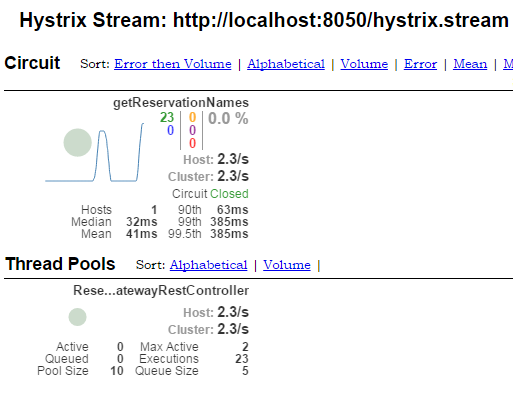 Hystrix Stream: http://localhost:8050/hystrix.stream
Circuit Sort: Error then Volume | Alphabetical | Volume | Error | Mean | M
getReservationNames
23 0 0.0 %
0 0
0
Host: 2.3/s
Cluster: 2.3/s
Circuit Closed
Hosts 1 90th 63ms
Median 32ms 99th 385ms
Mean 41ms 99.5th 385ms
Thread Pools Sort: Alphabetical | Volume |
Rese...atewayRestController
Host: 2.3/s
Cluster: 2.3/s
Active 0 Max Active 2
Queued 0 Executions 23
Pool Size 10 Queue Size 5